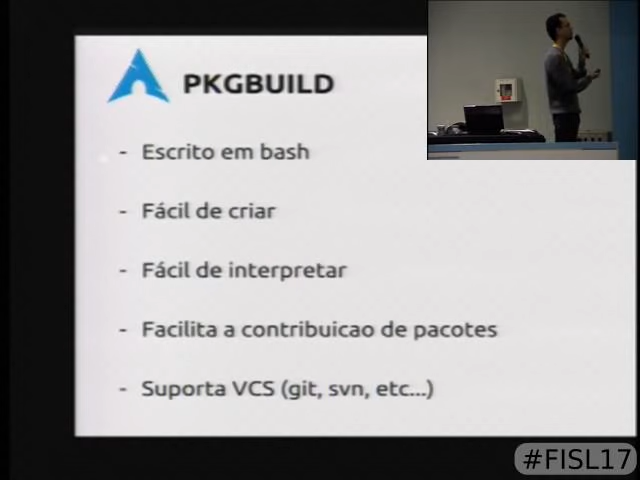 PKGBUILD
- Escrito em bash
- Fácil de criar
- Fácil de interpretar
- Facilita a contribuicao de pacotes
- Suporta VCS (git, svn, etc...)
#FISL17